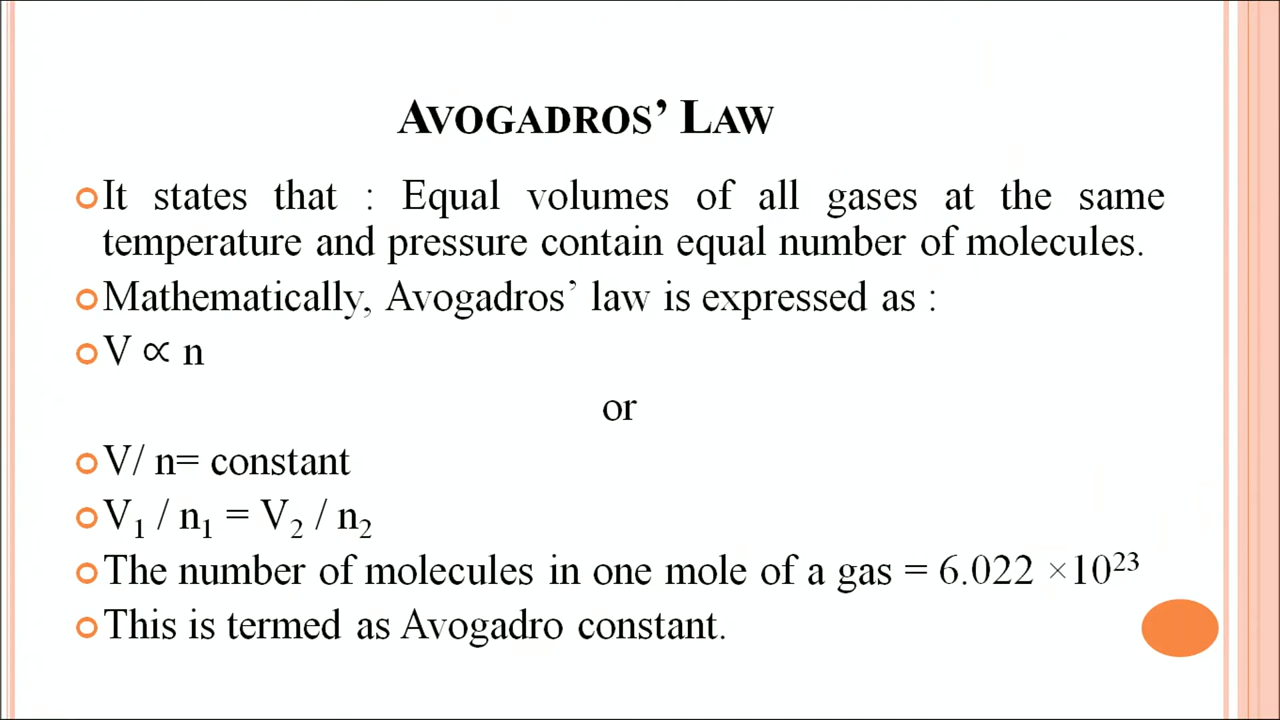 AVOGADROS’ LAW
It states that : Equal volumes of all gases at the same
temperature and pressure contain equal number of molecules.
Mathematically, Avogadros’ law is expressed as :
V ∝ n
or
V/ n= constant
V₁ / n₁ = V₂ / n₂
The number of molecules in one mole of a gas = 6.022 ×10²³
This is termed as Avogadro constant.